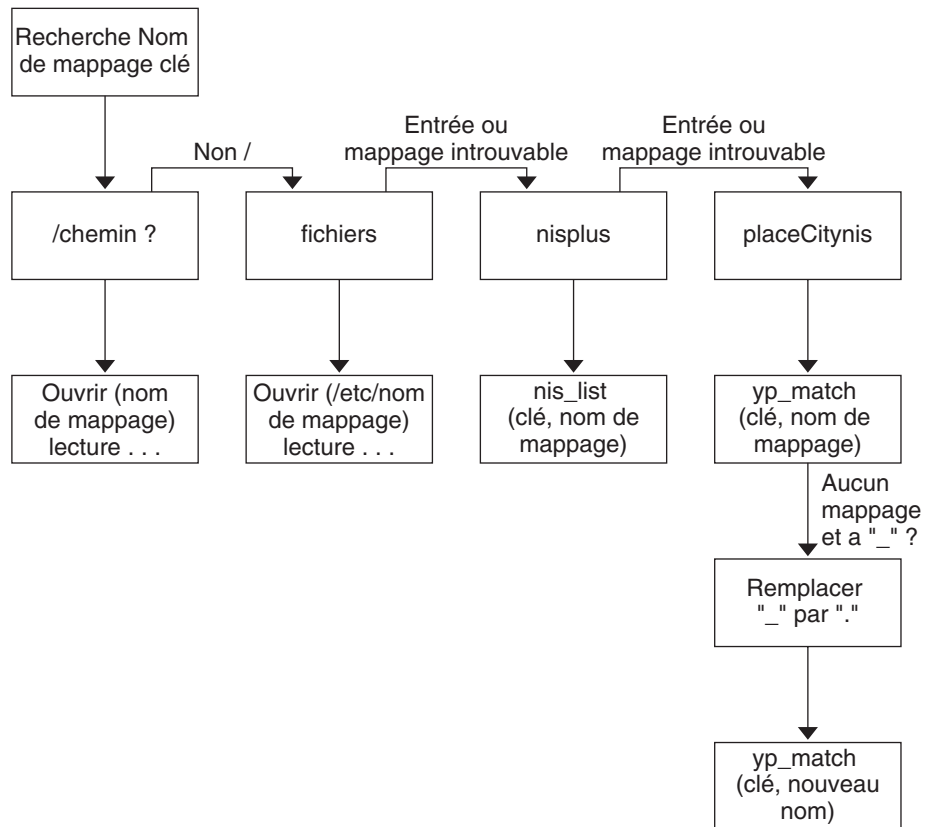 Recherche Nom
de mappage clé
Non /
Entrée ou
mappage introuvable
Entrée ou
mappage introuvable
/chemin ?
fichiers
nisplus
placeCitynis
Ouvrir (nom
de mappage)
lecture . . .
Ouvrir (/etc/nom
de mappage)
lecture . . .
nis_list
(clé, nom de
mappage)
yp_match
(clé, nom de
mappage)
Aucun
mappage
et a "_" ?
Remplacer
"_" par "."
yp_match
(clé, nouveau
nom)